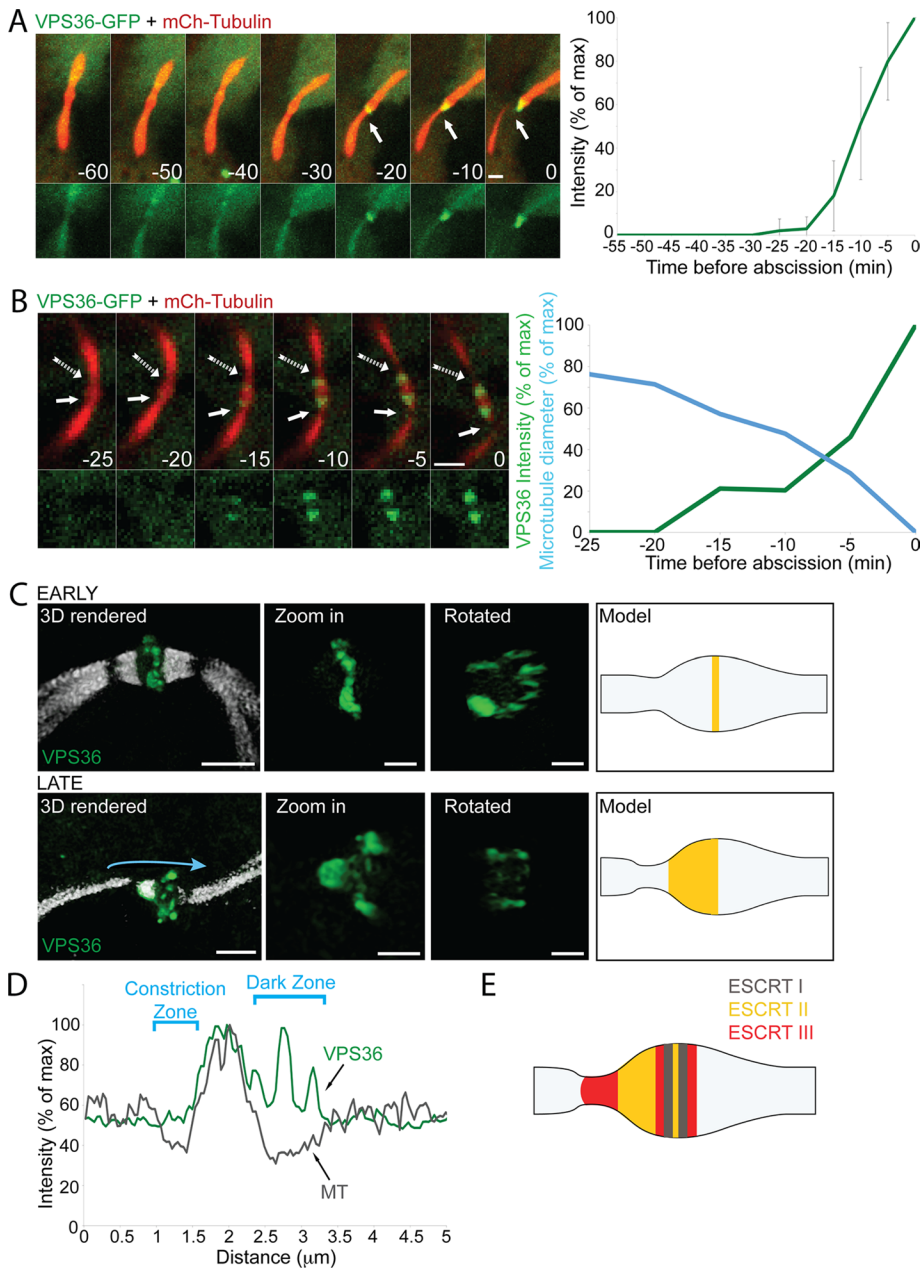 A
VPS36-GFP + mCh-Tubulin
-60 -50 -40 -30 -20 -10 0
Intensity (% of max)
100
80
60
40
20
0
-55 -50 -45 -40 -35 -30 -25 -20 -15 -10 -5 0
Time before abscission (min)
B
VPS36-GFP + mCh-Tubulin
-25 -20 -15 -10 -5 0
VPS36 Intensity (% of max)
Microtubule diameter (% of max)
100
80
60
40
20
0
-25 -20 -15 -10 -5 0
Time before abscission (min)
C
EARLY
3D rendered Zoom in Rotated Model
VPS36
LATE
3D rendered Zoom in Rotated Model
VPS36
D
Constriction Zone
Dark Zone
VPS36
MT
Intensity (% of max)
100
80
60
40
20
0
0 0.5 1 1.5 2 2.5 3 3.5 4 4.5 5
Distance (μm)
E
ESCRT I
ESCRT II
ESCRT III